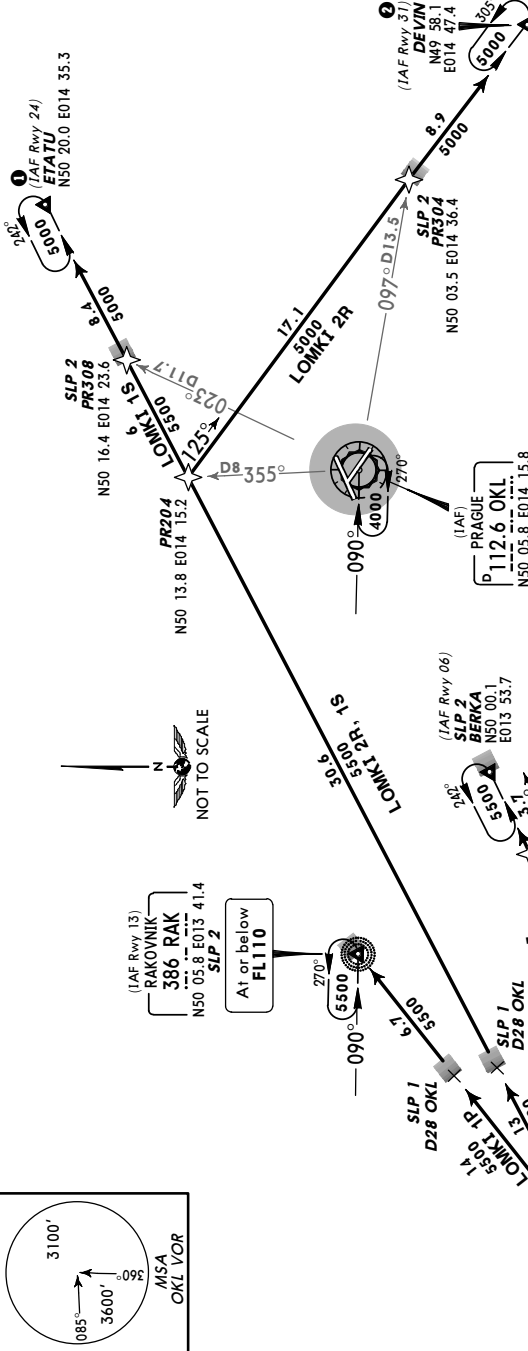 MSA
OKL VOR
3100'
3600'
085°
360°
(IAF Rwy 13)
RAKOVNIK
386 RAK
N50 05.8 E013 41.4
SLP 2
At or below
FL110
270°
5500
090°
6.7
5500
SLP 1
D28 OKL
14
5500
LOMKI 1P
SLP 1
D28 OKL
13
NOT TO SCALE
N
30.6
5500
LOMKI 2R, 1S
(IAF Rwy 06)
SLP 2
BERKA
N50 00.1
E013 53.7
242°
5500
3.7
PR204
N50 13.8 E014 15.2
D8
355°
125°
6
LOMKI 1S
5500
SLP 2
PR308
N50 16.4 E014 23.6
023°
D11.7
8.4
5000
1
(IAF Rwy 24)
ETATU
N50 20.0 E014 35.3
242°
5000
17.1
5000
LOMKI 2R
090°
4000
270°
(IAF)
PRAGUE
D 112.6 OKL
N50 05.8 E014 15.8
097°
D13.5
SLP 2
PR304
N50 03.5 E014 36.4
8.9
5000
2
(IAF Rwy 31)
DEVIN
N49 58.1
E014 47.4
305
5000